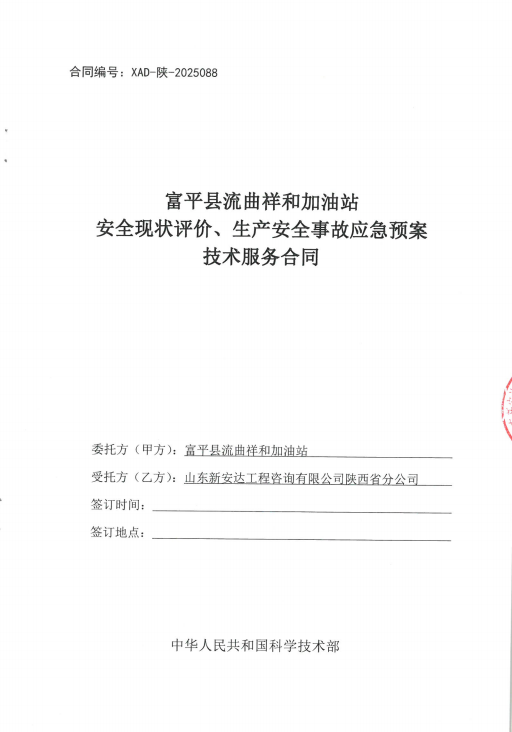 合同编号：XAD-陕-2025088
富平县流曲祥和加油站
安全现状评价、生产安全事故应急预案
技术服务合同
委托方（甲方）：富平县流曲祥和加油站
受托方（乙方）：山东新安达工程咨询有限公司陕西省分公司
签订时间：
签订地点：
中华人民共和国科学技术部